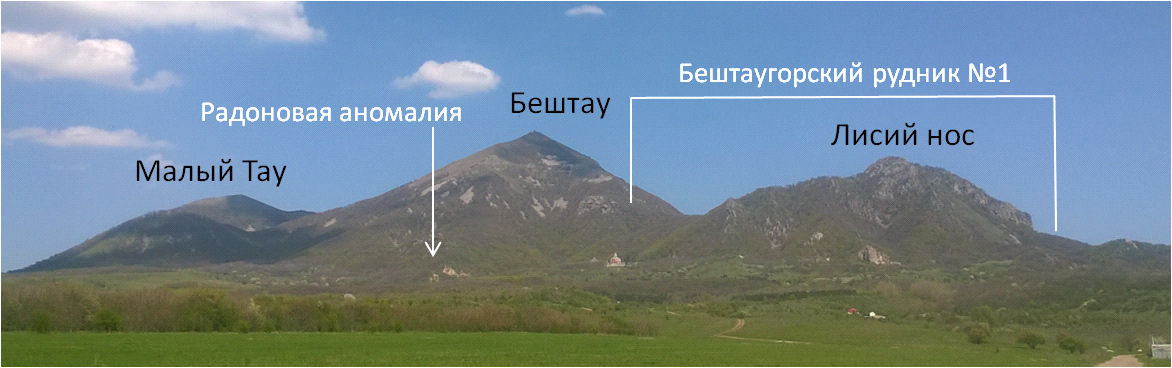 Бештаугорский рудник №1
Бештау
Радоновая аномалия
Лисий нос
Малый Тау